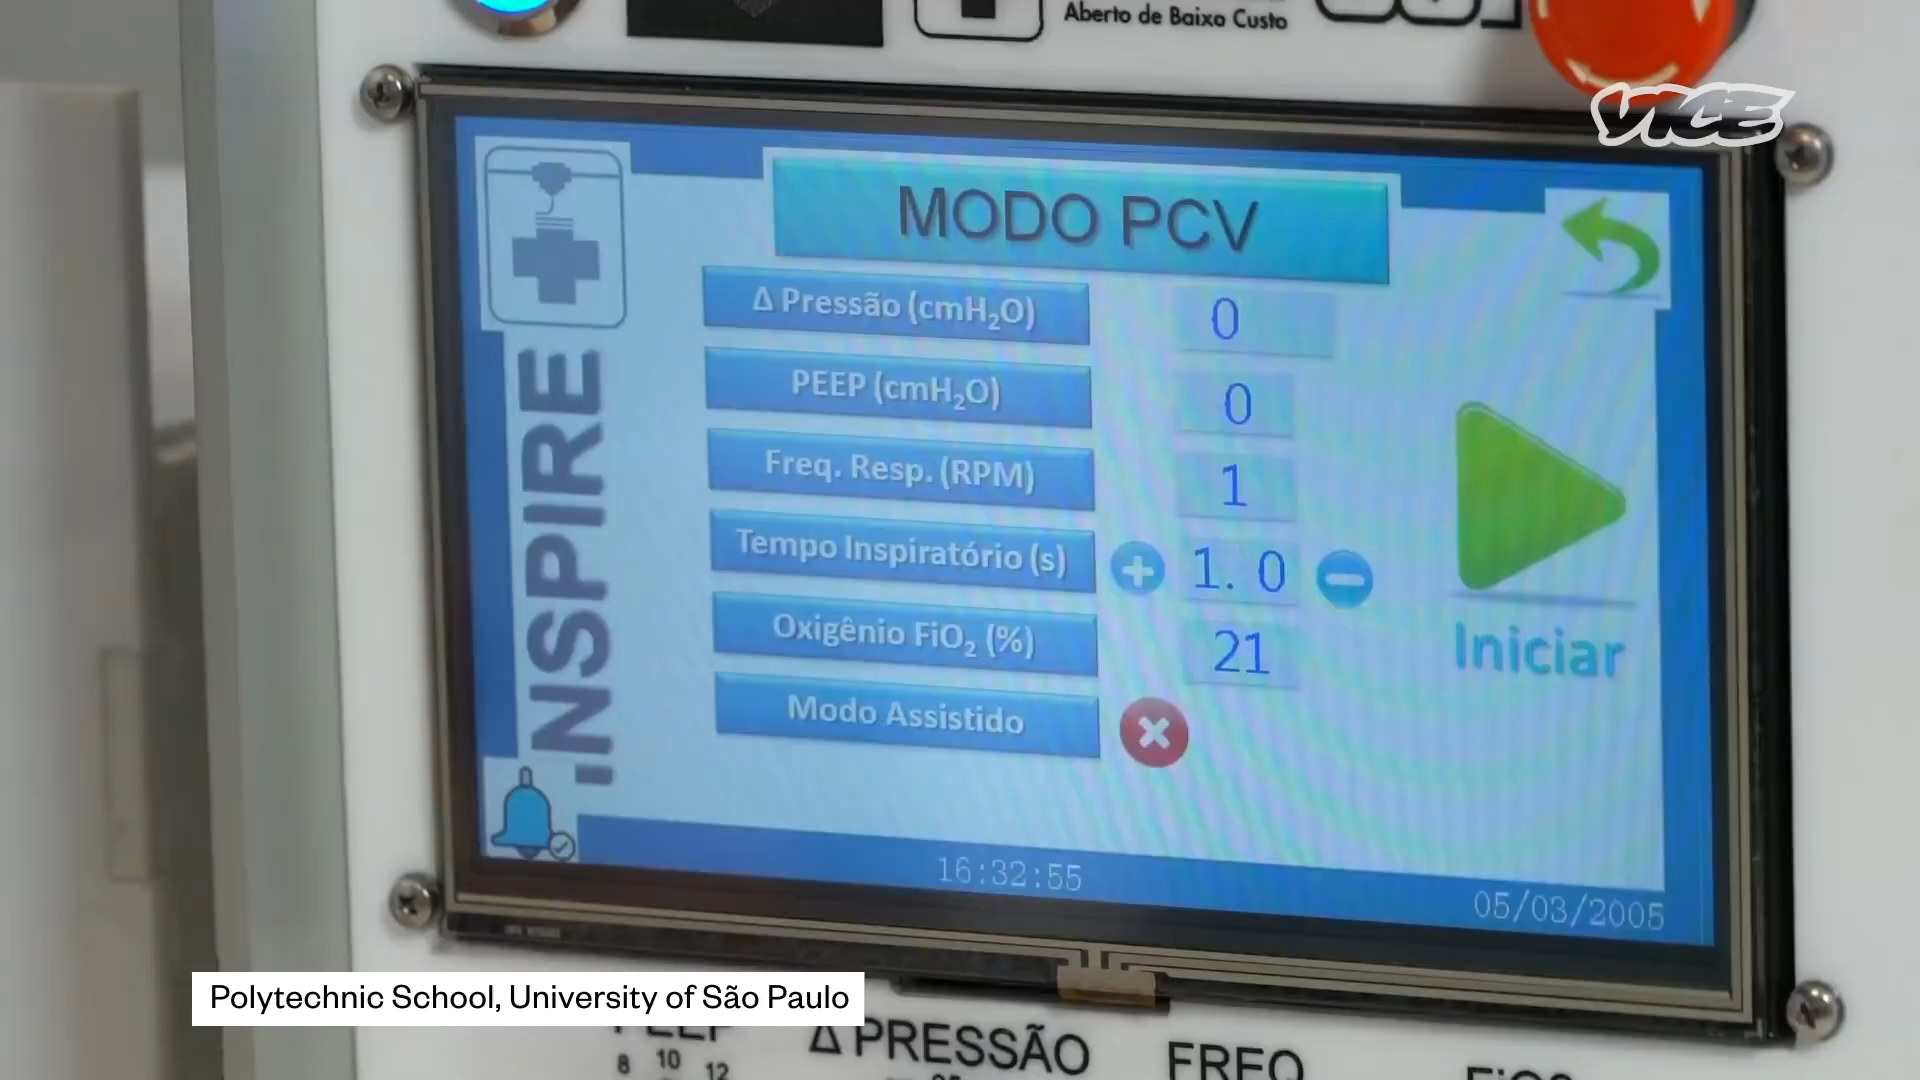 Aberto de Baixo Custo
VICE
MODO PCV
Δ Pressão (cmH₂O) 0
PEEP (cmH₂O) 0
Freq. Resp. (RPM) 1
Tempo Inspiratório (s) + 1.0 −
Oxigênio FiO₂ (%) 21
Modo Assistido
Iniciar
INSPIRE
16:32:55
05/03/2005
Polytechnic School, University of São Paulo
PEEP Δ PRESSÃO FREQ
8 10 12